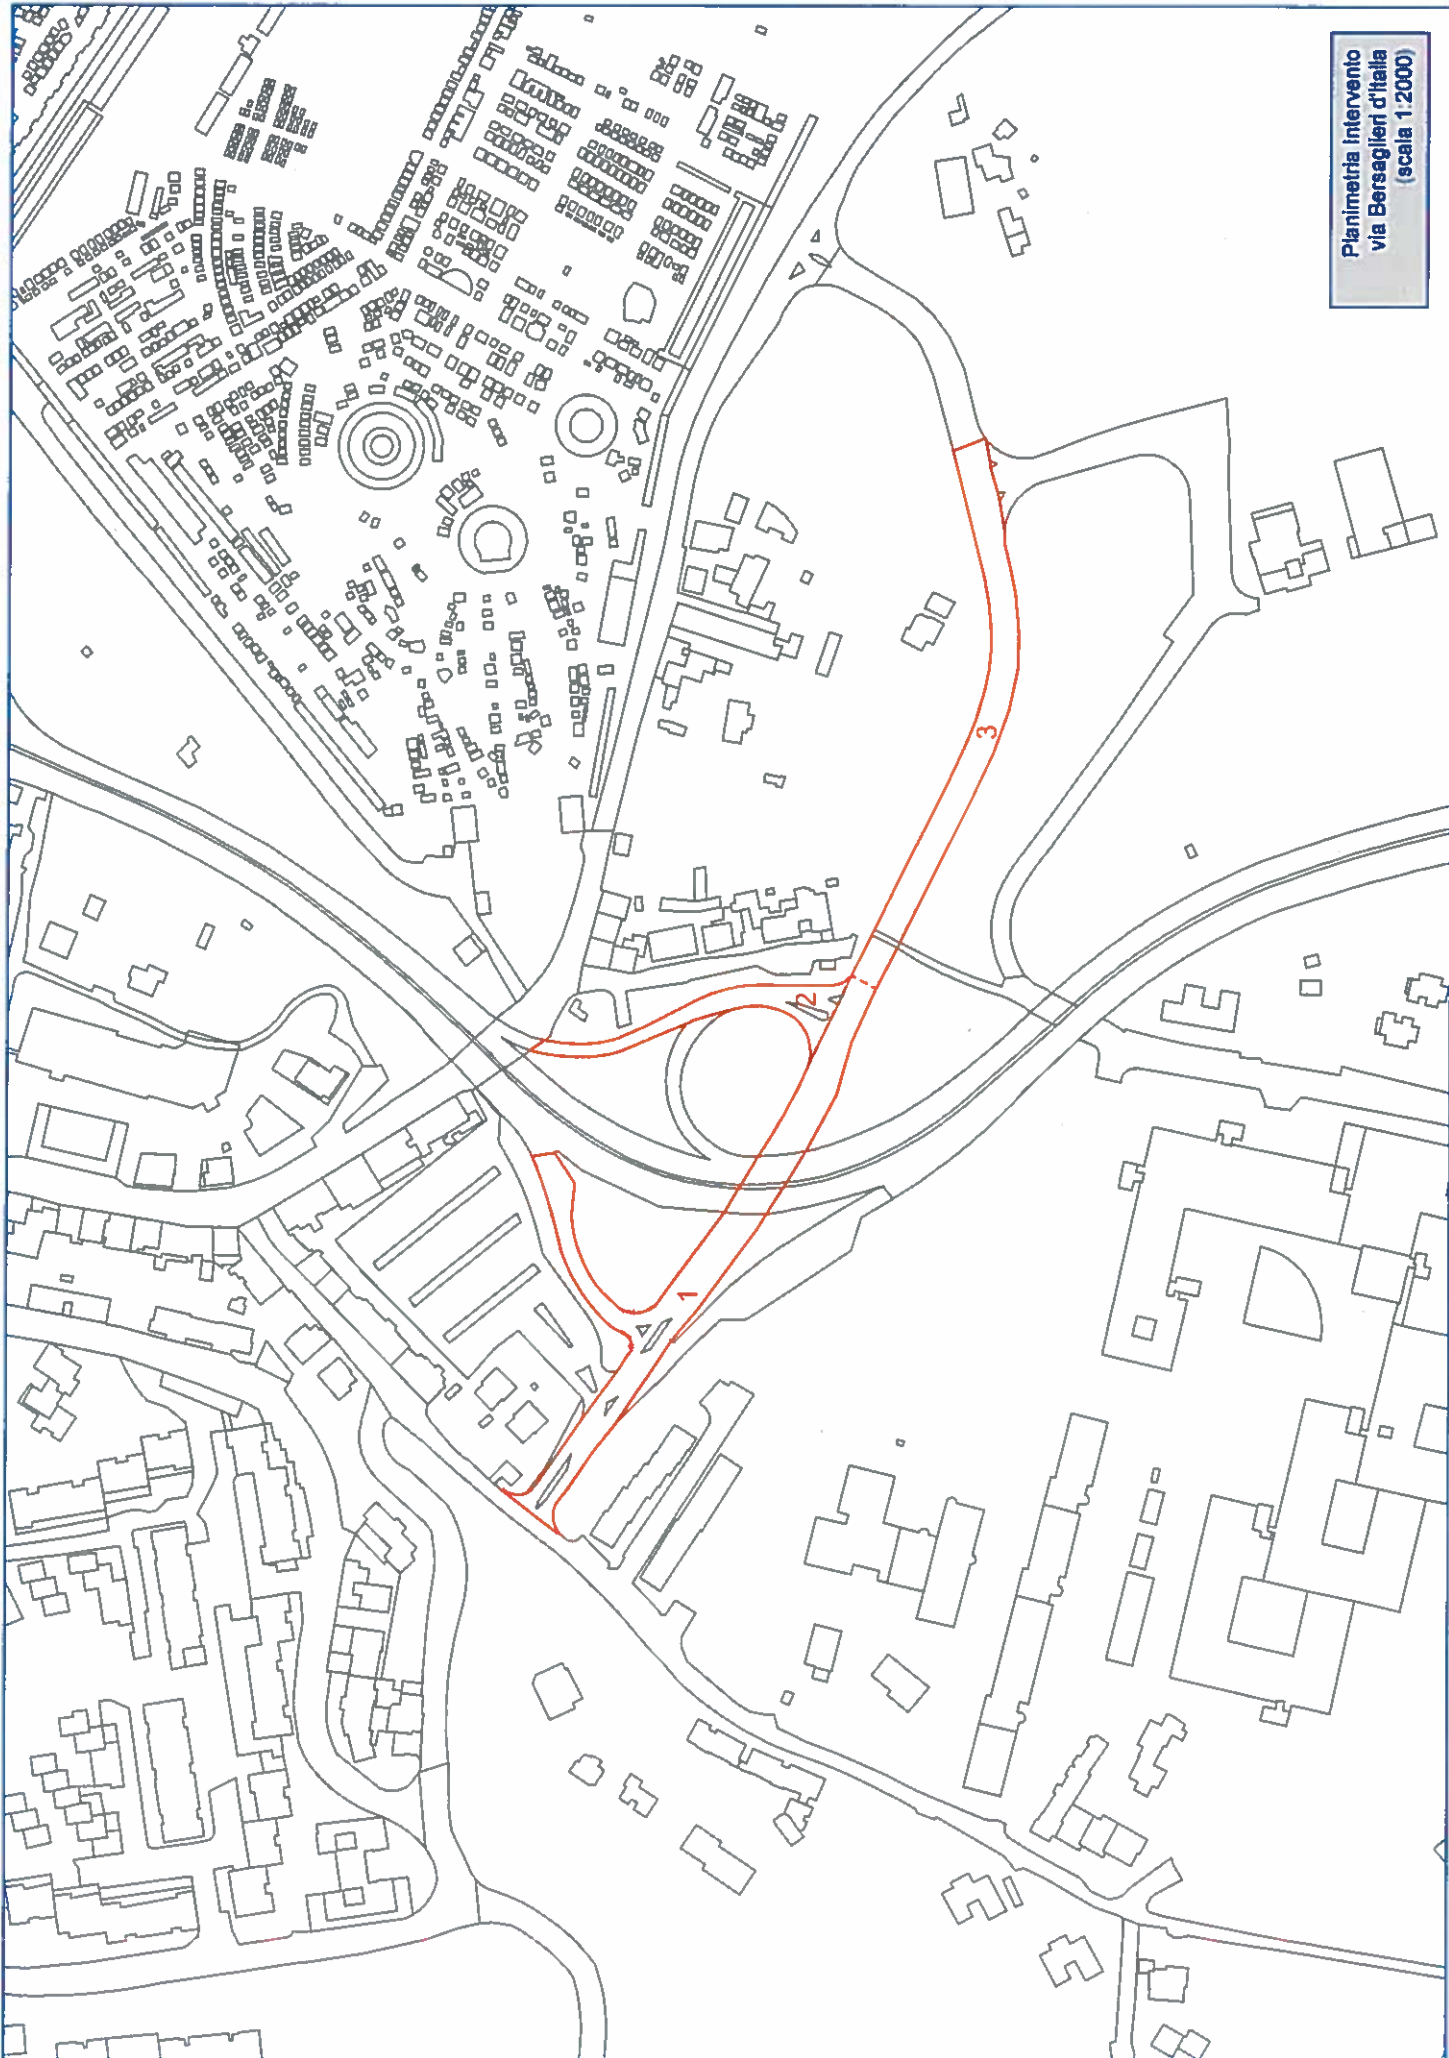 Planimetria Intervento
via Bersaglieri d'Italia
(scala 1:2000)
1
2
3